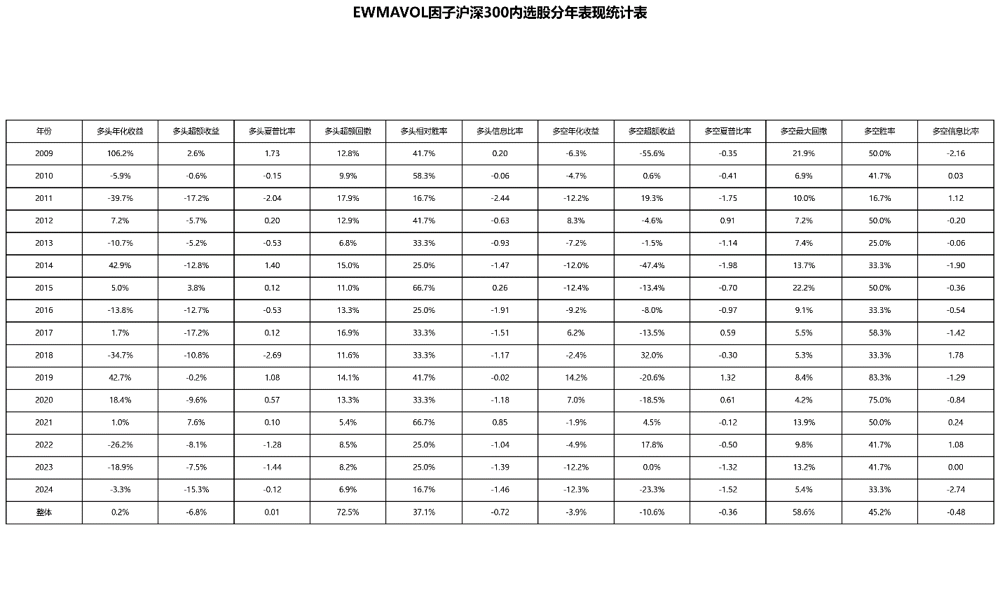 EWMAVOL因子沪深300内选股分年表现统计表
年份 多头年化收益 多头超额收益 多头夏普比率 多头超额回撤 多头相对胜率 多头信息比率 多空年化收益 多空超额收益 多空夏普比率 多空最大回撤 多空胜率 多空信息比率
2009 106.2% 2.6% 1.73 12.8% 41.7% 0.20 -6.3% -55.6% -0.35 21.9% 50.0% -2.16
2010 -5.9% -0.6% -0.15 9.9% 58.3% -0.06 -4.7% 0.6% -0.41 6.9% 41.7% 0.03
2011 -39.7% -17.2% -2.04 17.9% 16.7% -2.44 -12.2% 19.3% -1.75 10.0% 16.7% 1.12
2012 7.2% -5.7% 0.20 12.9% 41.7% -0.63 8.3% -4.6% 0.91 7.2% 50.0% -0.20
2013 -10.7% -5.2% -0.53 6.8% 33.3% -0.93 -7.2% -1.5% -1.14 7.4% 25.0% -0.06
2014 42.9% -12.8% 1.40 15.0% 25.0% -1.47 -12.0% -47.4% -1.98 13.7% 33.3% -1.90
2015 5.0% 3.8% 0.12 11.0% 66.7% 0.26 -12.4% -13.4% -0.70 22.2% 50.0% -0.36
2016 -13.8% -12.7% -0.53 13.3% 25.0% -1.91 -9.2% -8.0% -0.97 9.1% 33.3% -0.54
2017 1.7% -17.2% 0.12 16.9% 33.3% -1.51 6.2% -13.5% 0.59 5.5% 58.3% -1.42
2018 -34.7% -10.8% -2.69 11.6% 33.3% -1.17 -2.4% 32.0% -0.30 5.3% 33.3% 1.78
2019 42.7% -0.2% 1.08 14.1% 41.7% -0.02 14.2% -20.6% 1.32 8.4% 83.3% -1.29
2020 18.4% -9.6% 0.57 13.3% 33.3% -1.18 7.0% -18.5% 0.61 4.2% 75.0% -0.84
2021 1.0% 7.6% 0.10 5.4% 66.7% 0.85 -1.9% 4.5% -0.12 13.9% 50.0% 0.24
2022 -26.2% -8.1% -1.28 8.5% 25.0% -1.04 -4.9% 17.8% -0.50 9.8% 41.7% 1.08
2023 -18.9% -7.5% -1.44 8.2% 25.0% -1.39 -12.2% 0.0% -1.32 13.2% 41.7% 0.00
2024 -3.3% -15.3% -0.12 6.9% 16.7% -1.46 -12.3% -23.3% -1.52 5.4% 33.3% -2.74
整体 0.2% -6.8% 0.01 72.5% 37.1% -0.72 -3.9% -10.6% -0.36 58.6% 45.2% -0.48